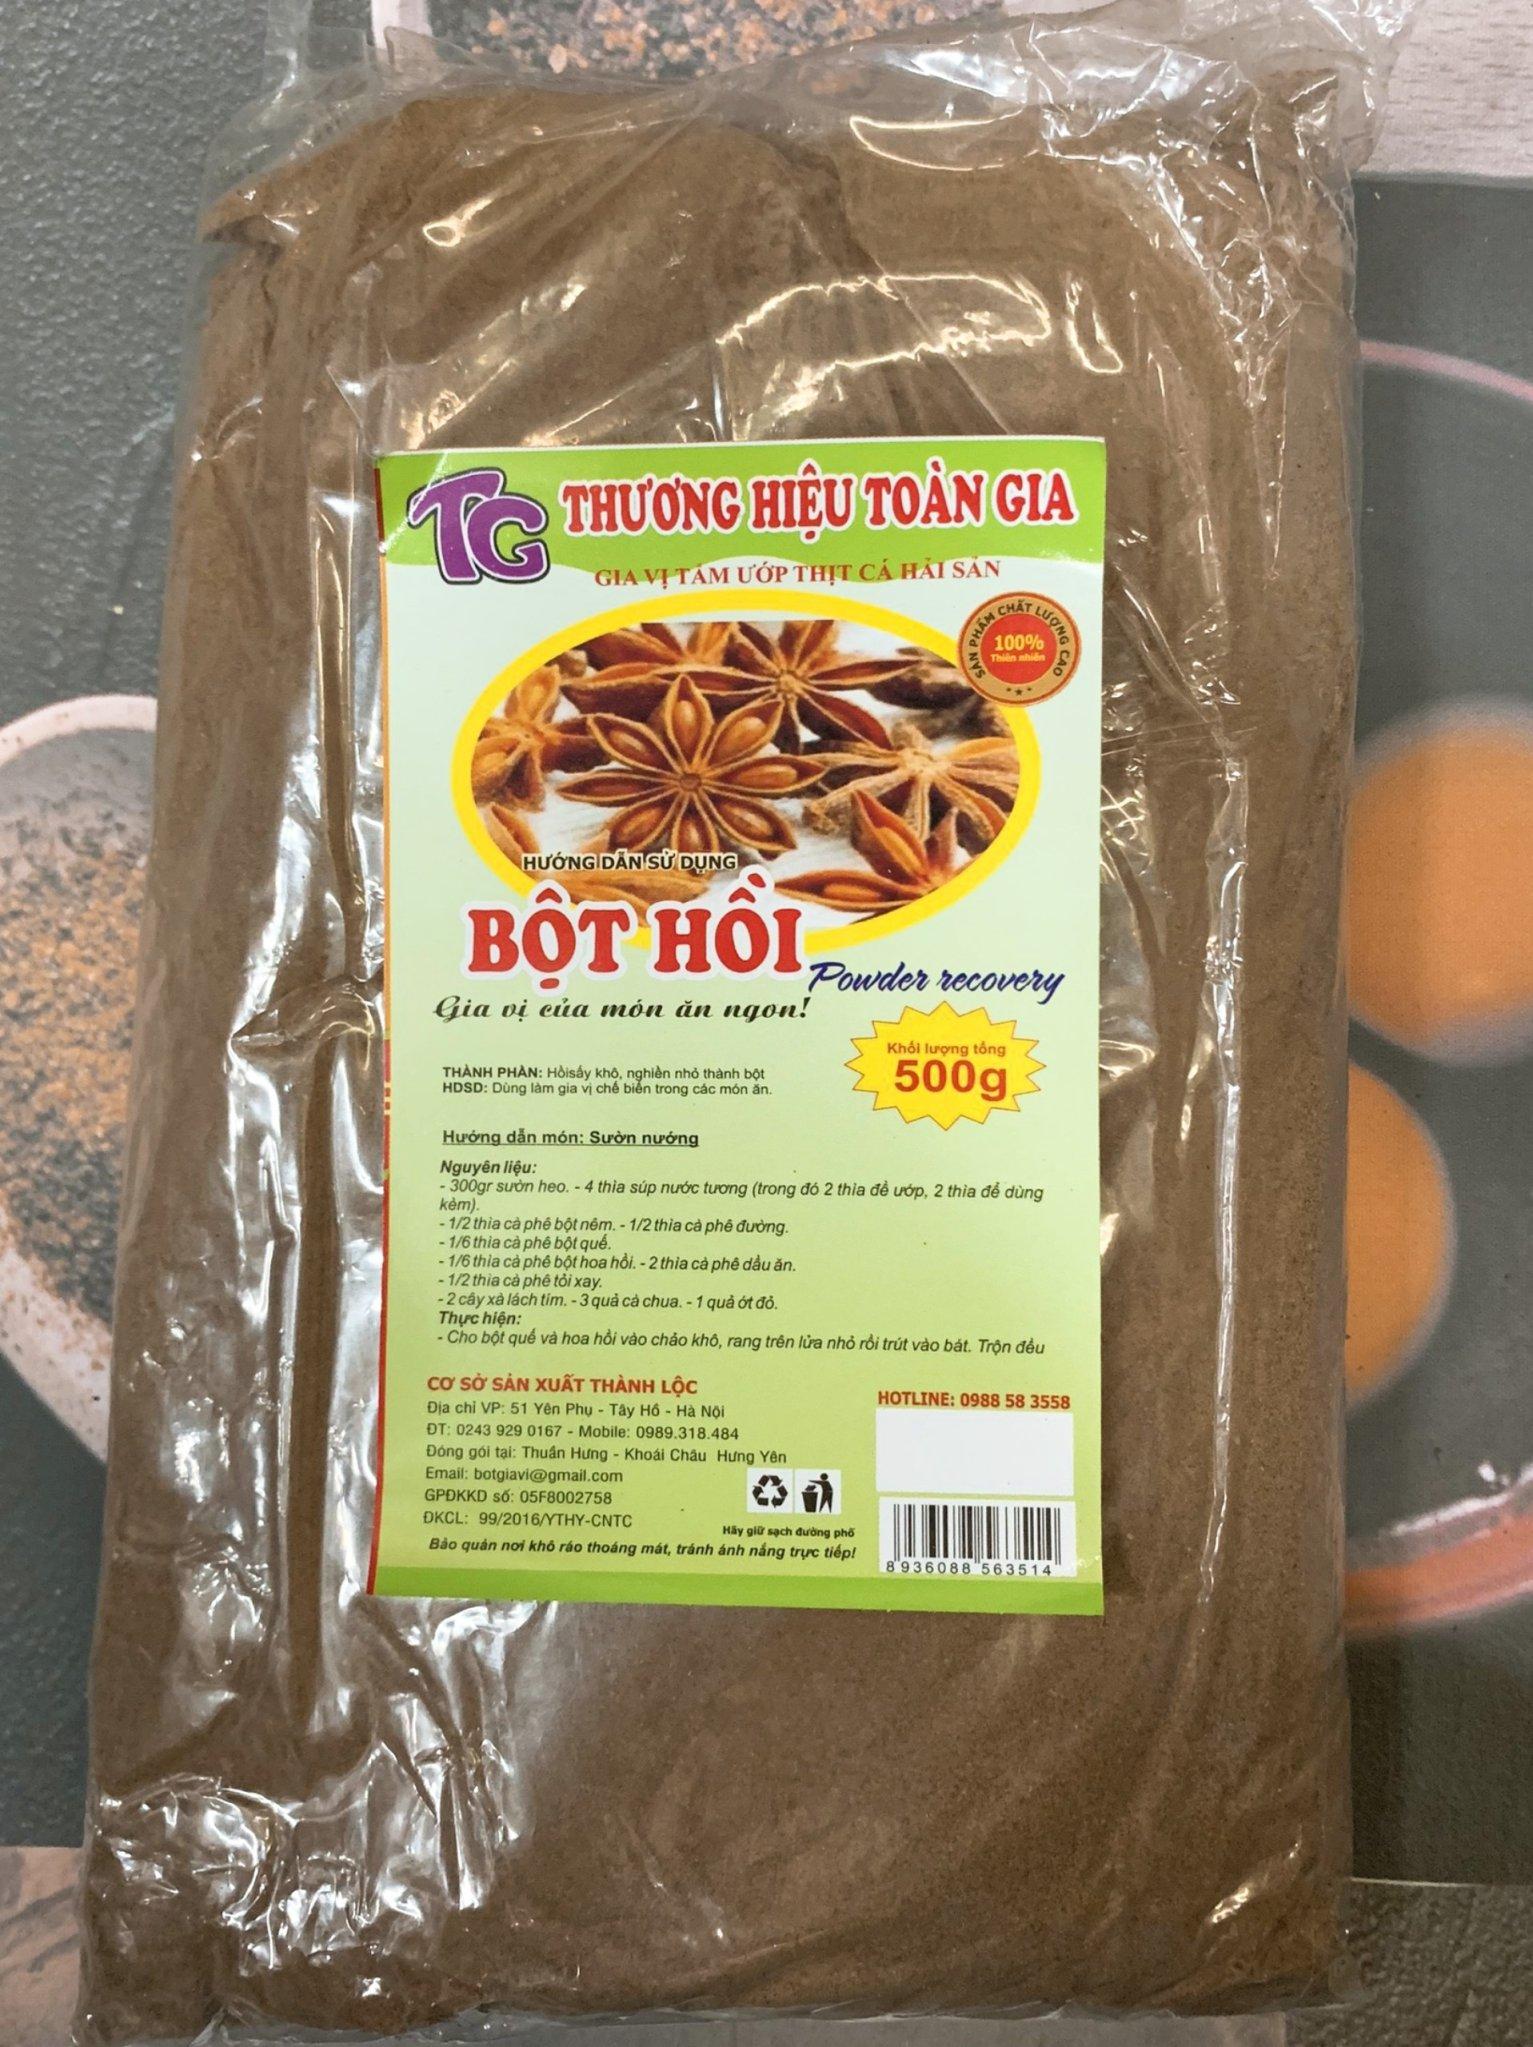 TG THƯƠNG HIỆU TOÀN GIA
GIA VỊ TẨM ƯỚP THỊT CÁ HẢI SẢN
SẢN PHẨM CHẤT LƯỢNG CAO
100%
Thiên nhiên
HƯỚNG DẪN SỬ DỤNG
BỘT HỒI
Powder recovery
Gia vị của món ăn ngon!
Khối lượng tổng
500g
THÀNH PHẦN: Hồisấy khô, nghiền nhỏ thành bột
HDSD: Dùng làm gia vị chế biến trong các món ăn.
Hướng dẫn món: Sườn nướng
Nguyên liệu:
- 300gr sườn heo. - 4 thìa súp nước tương (trong đó 2 thìa để ướp, 2 thìa để dùng
kèm).
- 1/2 thìa cà phê bột nêm. - 1/2 thìa cà phê đường.
- 1/6 thìa cà phê bột quế.
- 1/6 thìa cà phê bột hoa hồi. - 2 thìa cà phê dầu ăn.
- 1/2 thìa cà phê tỏi xay.
- 2 cây xà lách tím. - 3 quả cà chua. - 1 quả ớt đỏ.
Thực hiện:
- Cho bột quế và hoa hồi vào chảo khô, rang trên lửa nhỏ rồi trút vào bát. Trộn đều
CƠ SỞ SẢN XUẤT THÀNH LỘC
Địa chỉ VP: 51 Yên Phụ - Tây Hồ - Hà Nội
ĐT: 0243 929 0167 - Mobile: 0989.318.484
Đóng gói tại: Thuần Hưng - Khoái Châu Hưng Yên
Email: botgiavi@gmail.com
GPĐKKD số: 05F8002758
ĐKCL: 99/2016/YTHY-CNTC
Hãy giữ sạch đường phố
Bảo quản nơi khô ráo thoáng mát, tránh ánh nắng trực tiếp!
HOTLINE: 0988 58 3558
8 936088 563514